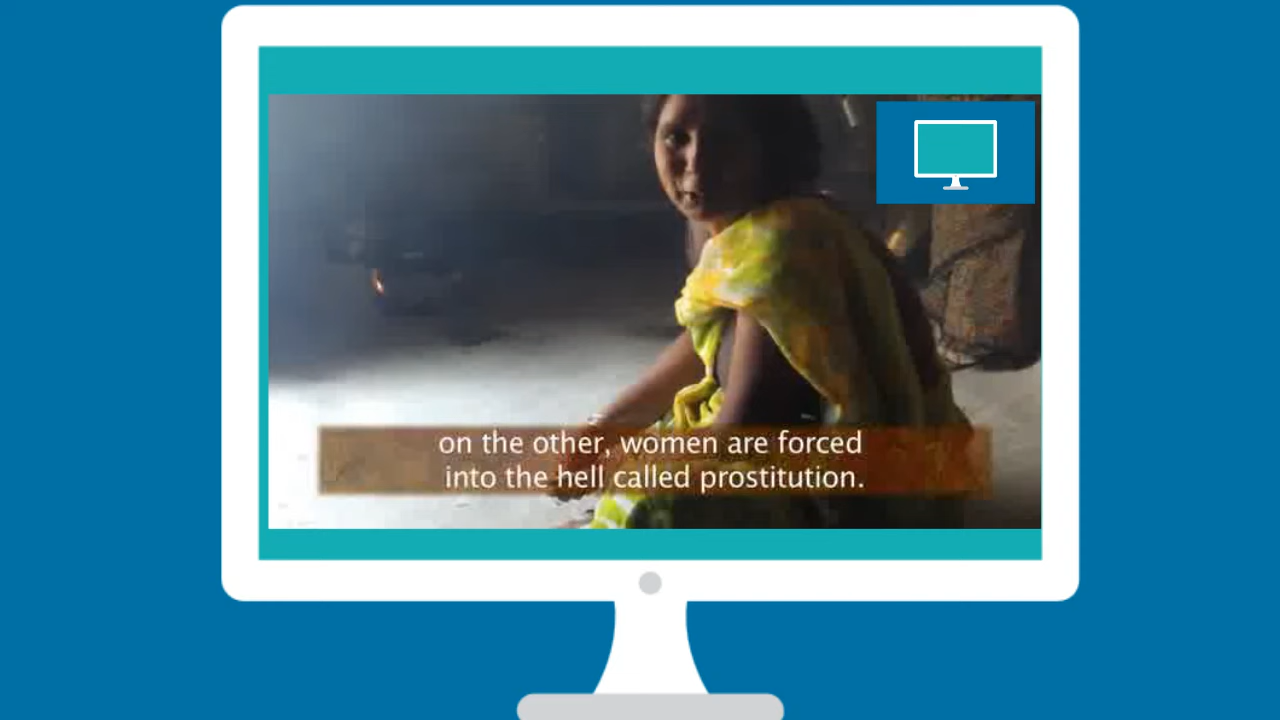 on the other, women are forced
into the hell called prostitution.